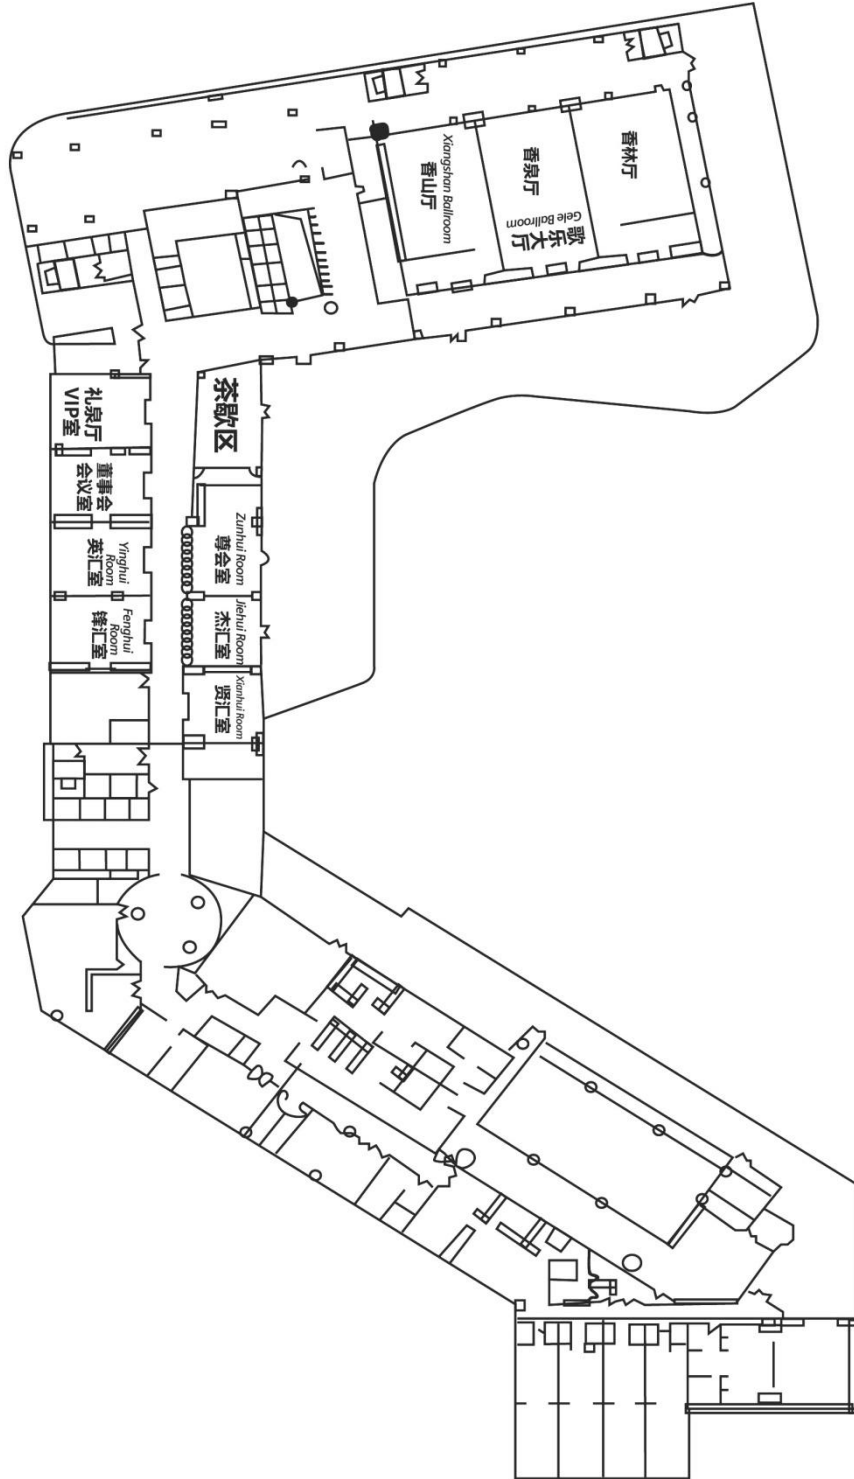 香林厅
香泉厅
歌乐大厅
Gele Ballroom
Xiangshan Ballroom
香山厅
茶歇区
礼泉厅
VIP室
董事会
会议室
Yinghui
Room
英汇室
Fenghui
Room
锋汇室
Zunhui Room
尊会室
Jiehui Room
杰汇室
Xianhui Room
贤汇室